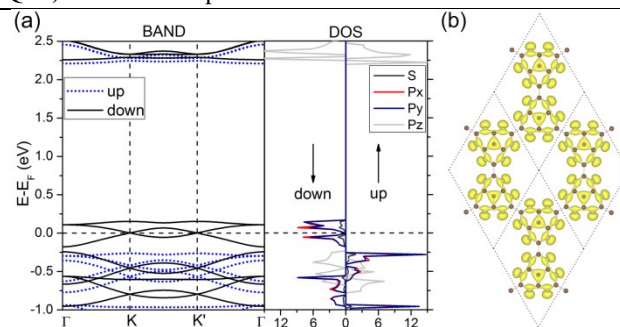 (a)
BAND
DOS
(b)
2.5
2.0
1.5
1.0
0.5
0.0
-0.5
-1.0
E-E_F (eV)
up
down
S
Px
Py
Pz
down
up
Γ
K
K'
Γ
12
6
0
6
12